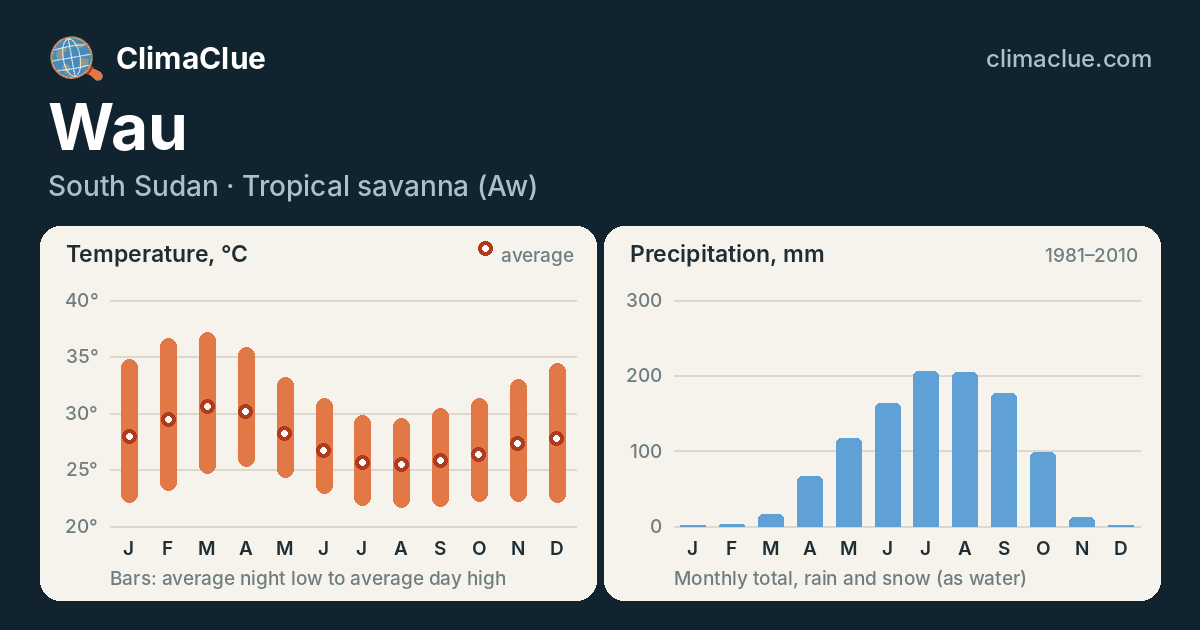 ClimaClue
climaclue.com
Wau
South Sudan · Tropical savanna (Aw)
Temperature, °C
average
40°
35°
30°
25°
20°
J F M A M J J A S O N D
Bars: average night low to average day high
Precipitation, mm
1981–2010
300
200
100
0
J F M A M J J A S O N D
Monthly total, rain and snow (as water)